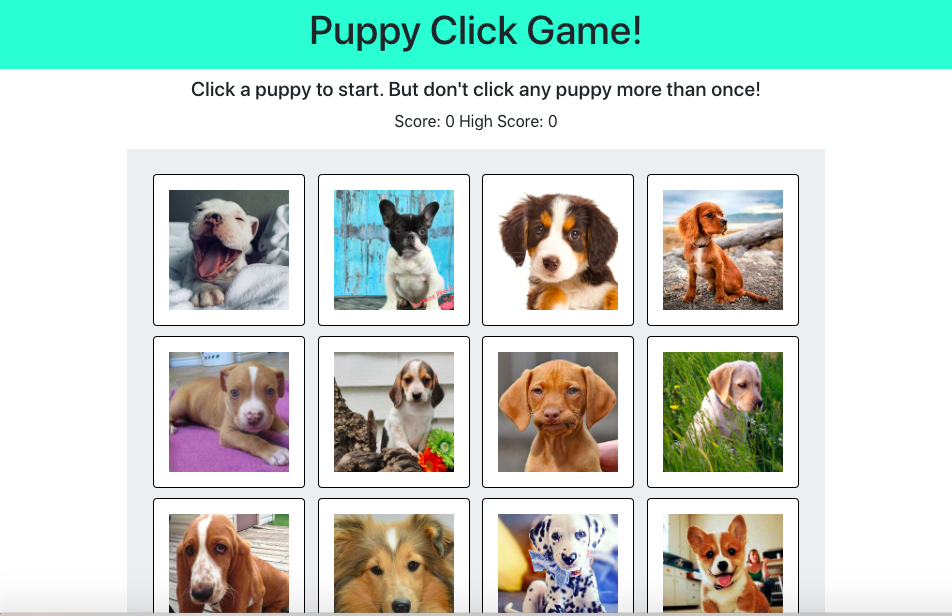 Puppy Click Game!
Click a puppy to start. But don't click any puppy more than once!
Score: 0 High Score: 0